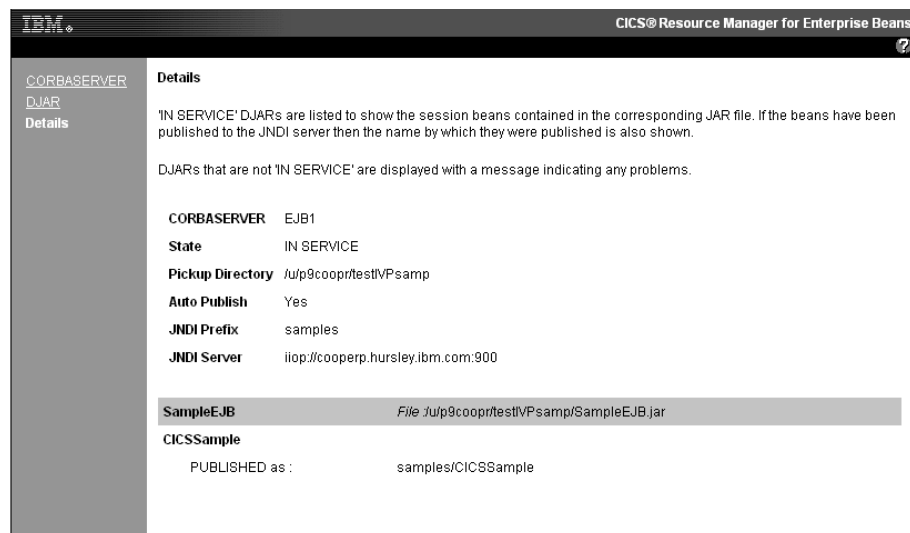 IBM
CICS® Resource Manager for Enterprise Beans
?
CORBASERVER
DJAR
Details
Details
'IN SERVICE' DJARs are listed to show the session beans contained in the corresponding JAR file. If the beans have been
published to the JNDI server then the name by which they were published is also shown.
DJARs that are not 'IN SERVICE' are displayed with a message indicating any problems.
CORBASERVER EJB1
State IN SERVICE
Pickup Directory /u/p9coopr/testIVPsamp
Auto Publish Yes
JNDI Prefix samples
JNDI Server iiop://cooperp.hursley.ibm.com:900
SampleEJB File :/u/p9coopr/testIVPsamp/SampleEJB.jar
CICSSample
PUBLISHED as : samples/CICSSample